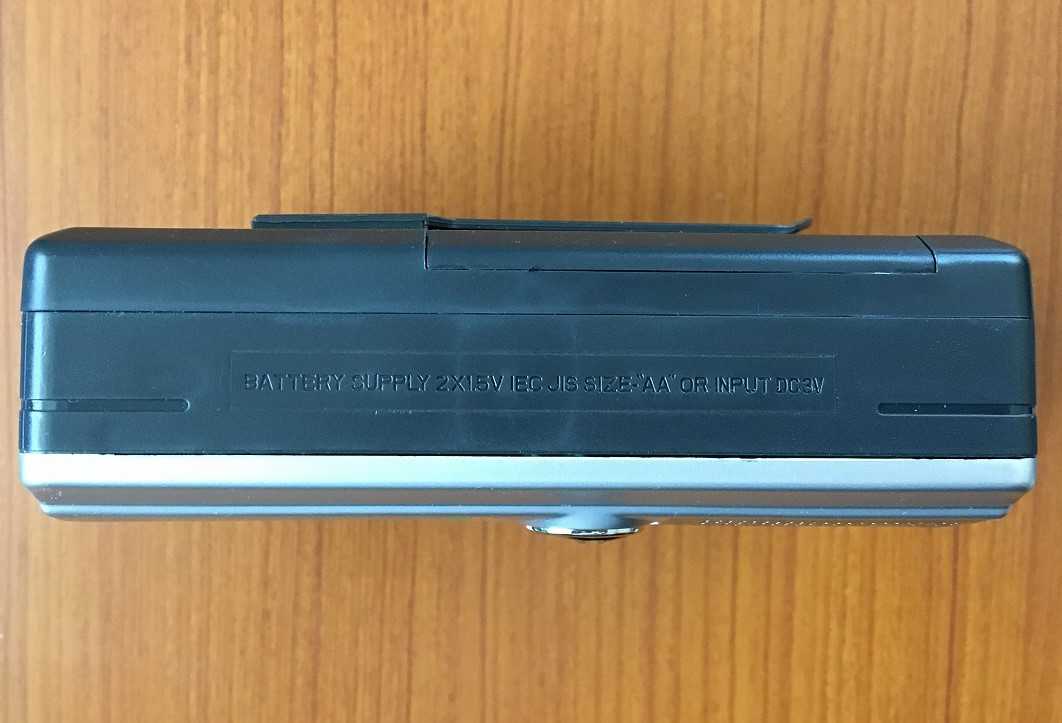 BATTERY SUPPLY 2X1.5V IEC JIS SIZE-"AA" OR INPUT DC3V